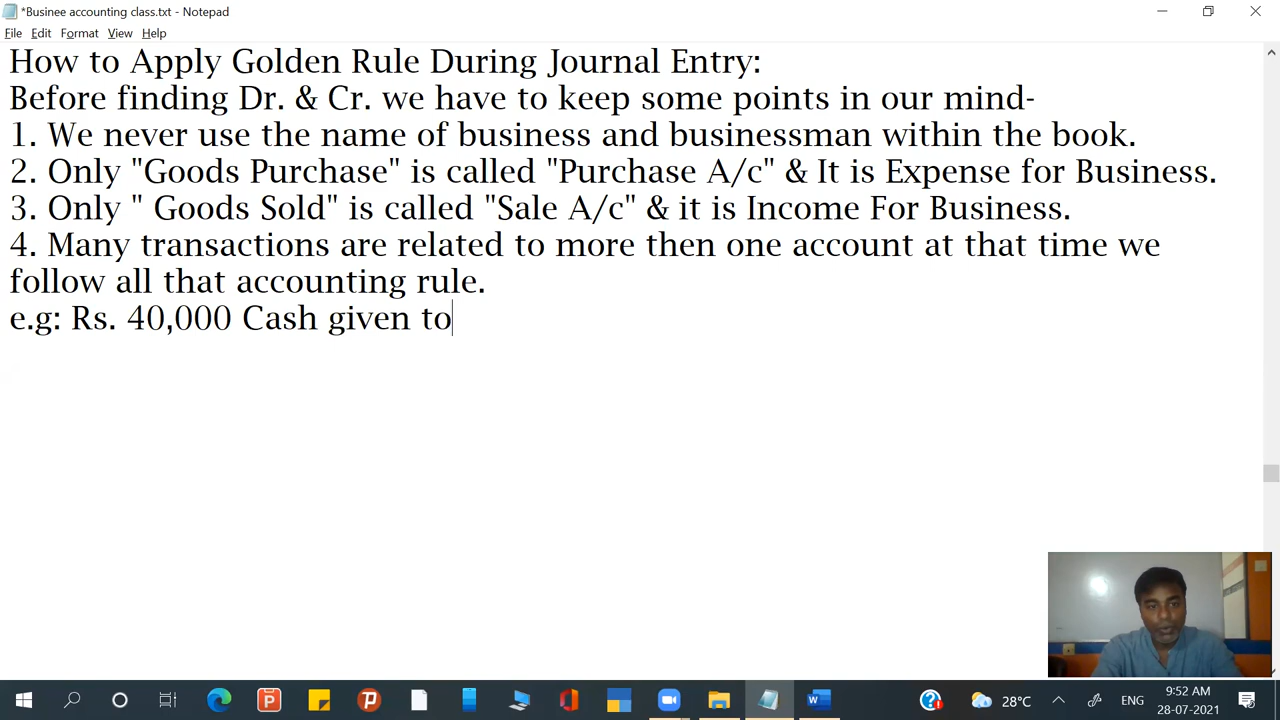 *Businee accounting class.txt - Notepad
File Edit Format View Help
How to Apply Golden Rule During Journal Entry:
Before finding Dr. & Cr. we have to keep some points in our mind-
1. We never use the name of business and businessman within the book.
2. Only "Goods Purchase" is called "Purchase A/c" & It is Expense for Business.
3. Only " Goods Sold" is called "Sale A/c" & it is Income For Business.
4. Many transactions are related to more then one account at that time we
follow all that accounting rule.
e.g: Rs. 40,000 Cash given to
28°C ENG 9:52 AM
28-07-2021